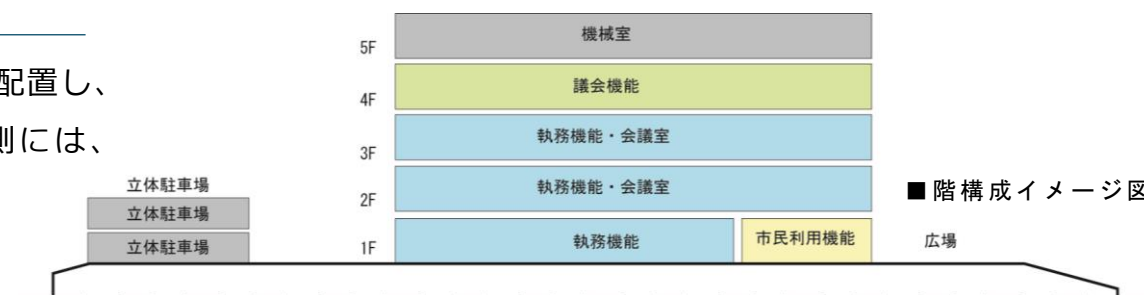 配置し、
側には、
5F
機械室
4F
議会機能
3F
執務機能・会議室
2F
執務機能・会議室
1F
執務機能
市民利用機能
広場
立体駐車場
立体駐車場
立体駐車場
■階構成イメージ図